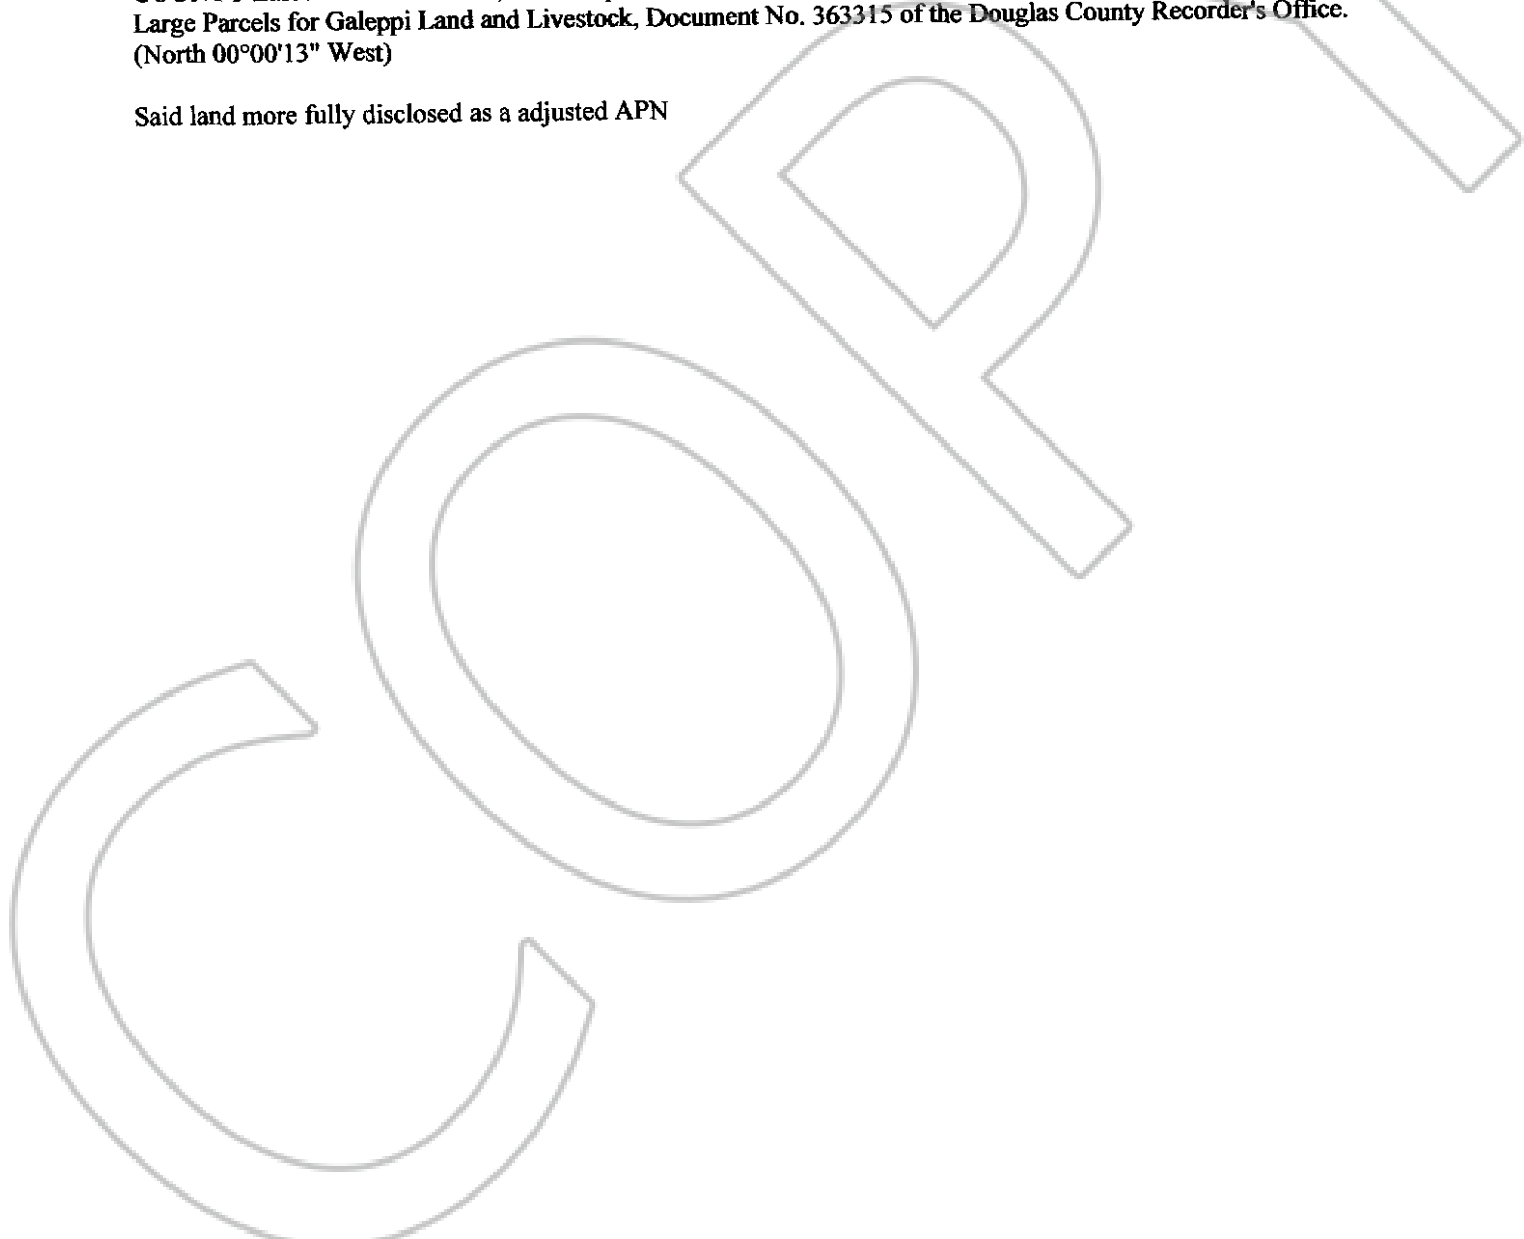 Large Parcels for Galeppi Land and Livestock, Document No. 363315 of the Douglas County Recorder's Office.
(North 00°00'13" West)
Said land more fully disclosed as a adjusted APN
COPY